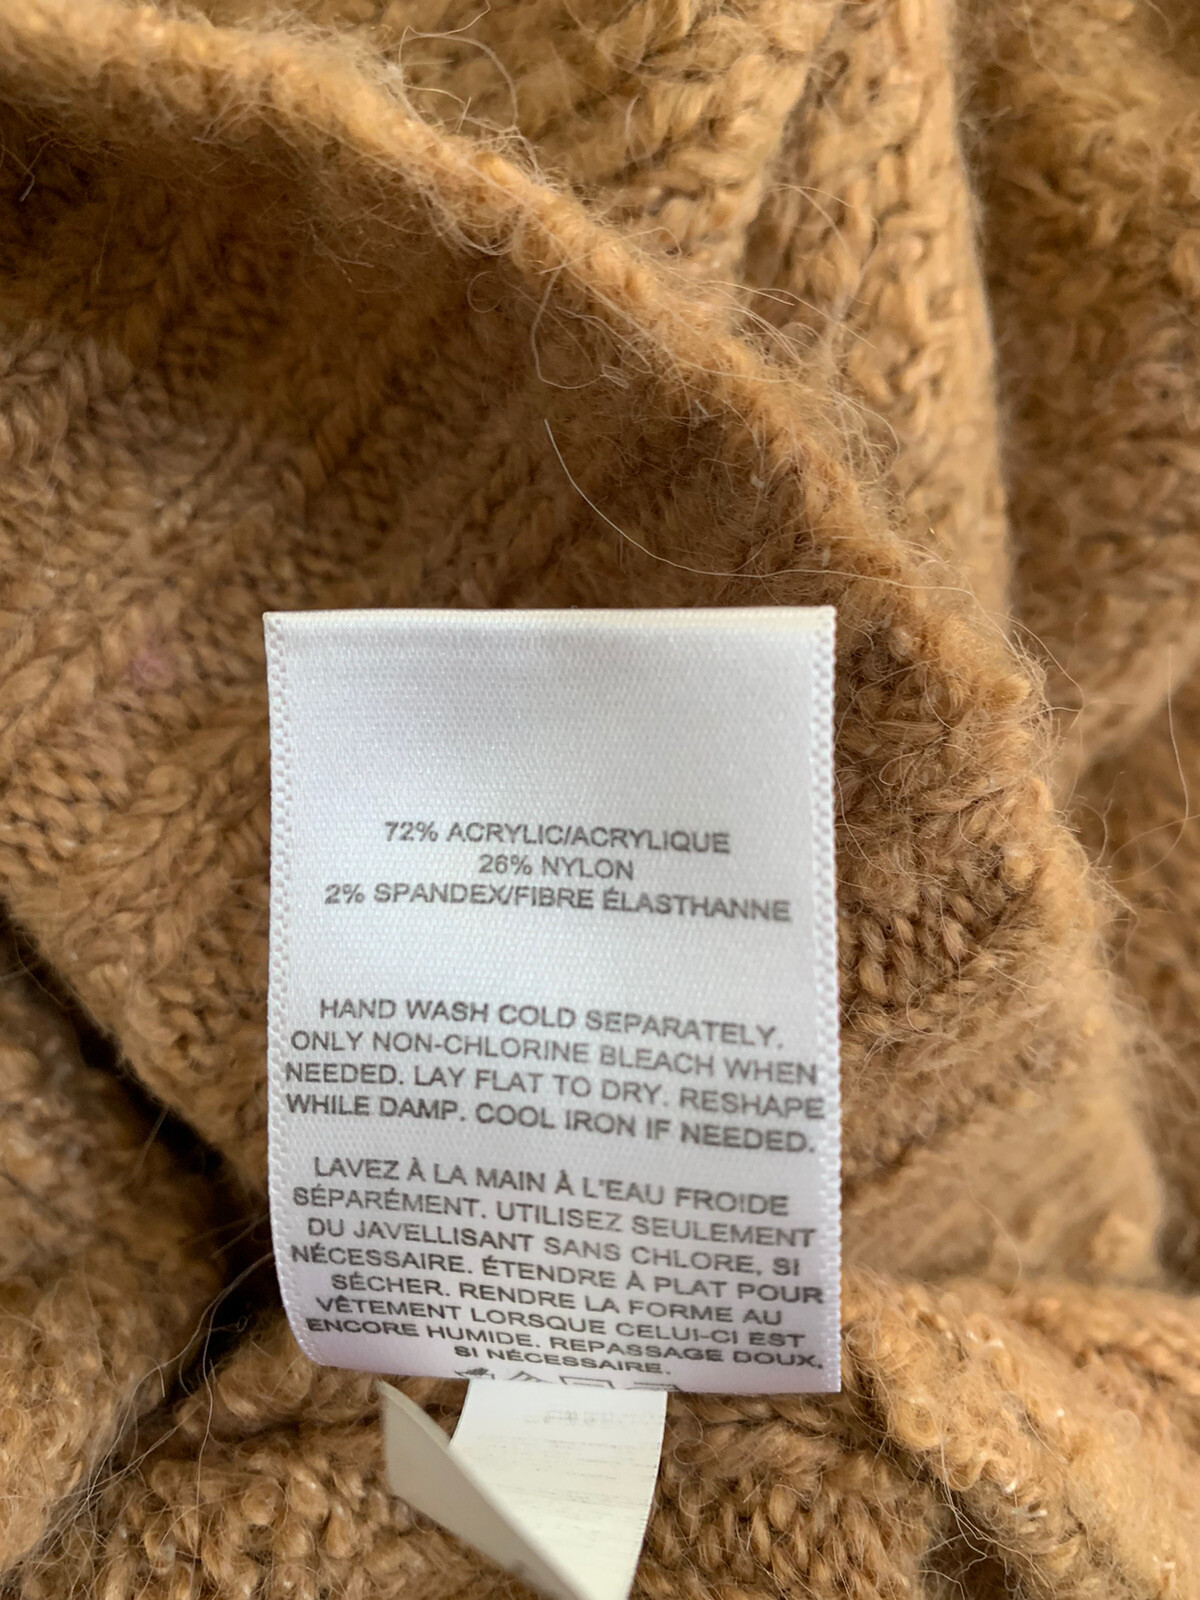 72% ACRYLIC/ACRYLIQUE
26% NYLON
2% SPANDEX/FIBRE ÉLASTHANNE
HAND WASH COLD SEPARATELY.
ONLY NON-CHLORINE BLEACH WHEN
NEEDED. LAY FLAT TO DRY. RESHAPE
WHILE DAMP. COOL IRON IF NEEDED.
LAVEZ À LA MAIN À L'EAU FROIDE
SÉPARÉMENT. UTILISEZ SEULEMENT
DU JAVELLISANT SANS CHLORE, SI
NÉCESSAIRE. ÉTENDRE À PLAT POUR
SÉCHER. RENDRE LA FORME AU
VÊTEMENT LORSQUE CELUI-CI EST
ENCORE HUMIDE. REPASSAGE DOUX,
SI NÉCESSAIRE.